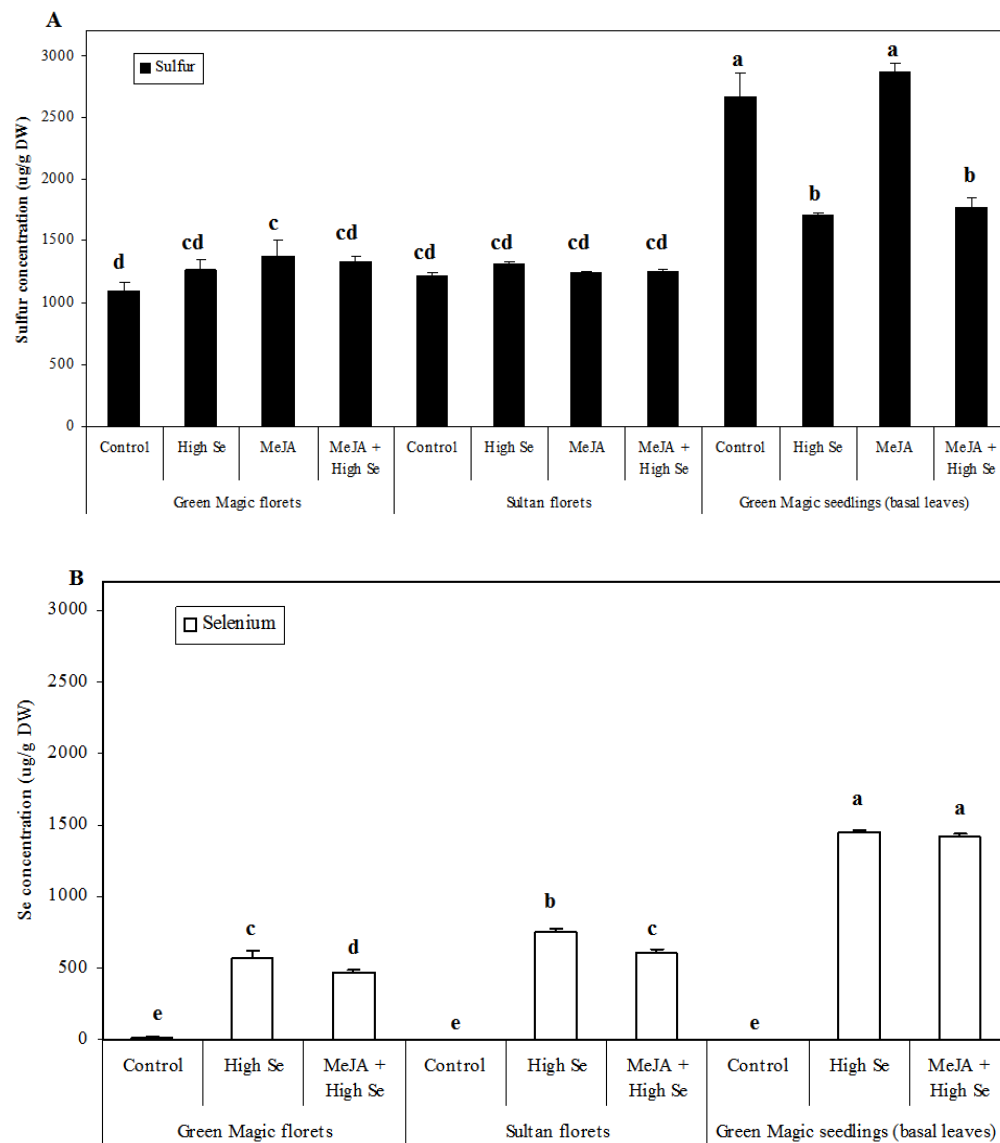 A
Sulfur concentration (ug/g DW)
3000
2500
2000
1500
1000
500
0
Sulfur
d cd c cd cd cd cd cd a b a b
Control High Se MeJA MeJA + Control High Se MeJA MeJA + Control High Se MeJA MeJA +
High Se High Se High Se
Green Magic florets Sultan florets Green Magic seedlings (basal leaves)
B
Se concentration (ug/g DW)
3000
2500
2000
1500
1000
500
0
Selenium
e c d e b c e a a
Control High Se MeJA + Control High Se MeJA + Control High Se MeJA +
High Se High Se High Se
Green Magic florets Sultan florets Green Magic seedlings (basal leaves)